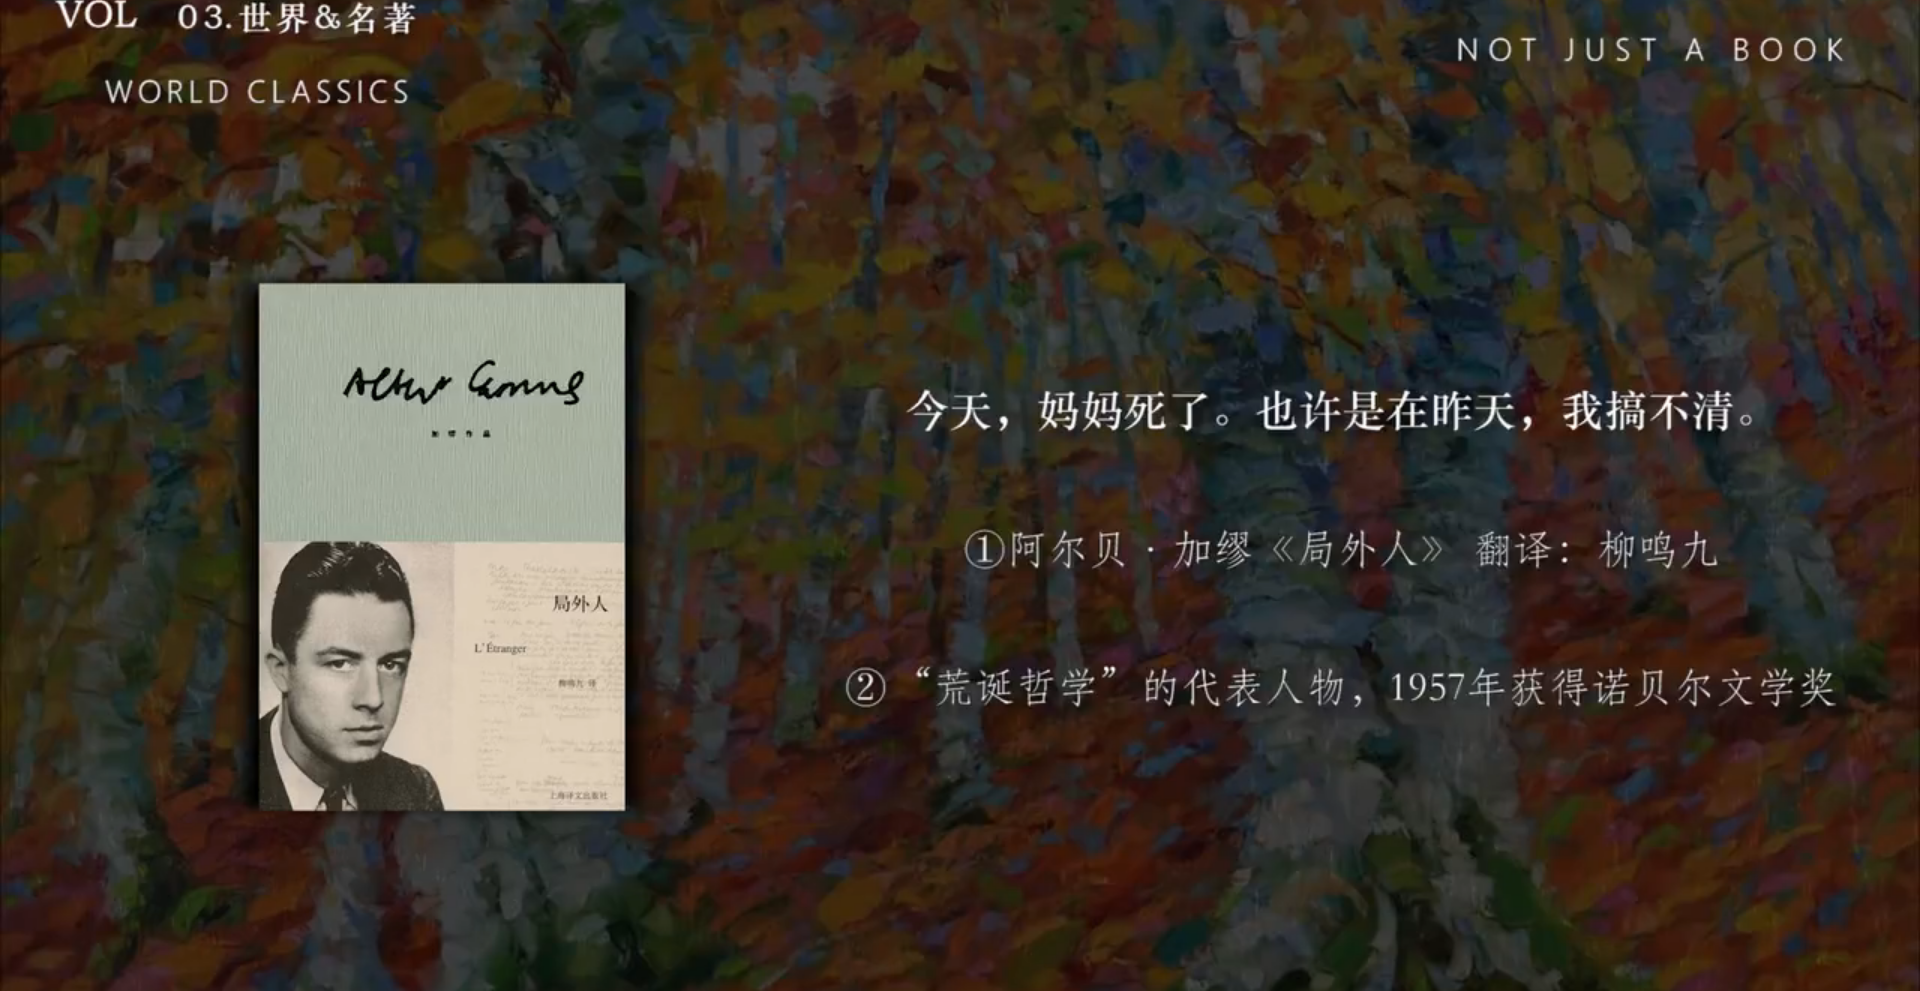 VOL 03.世界&名著
WORLD CLASSICS
NOT JUST A BOOK
Albert Camus
加缪作品
局外人
L'Étranger
柳鸣九 译
上海译文出版社
今天，妈妈死了。也许是在昨天，我搞不清。
①阿尔贝·加缪《局外人》 翻译：柳鸣九
②“荒诞哲学”的代表人物，1957年获得诺贝尔文学奖